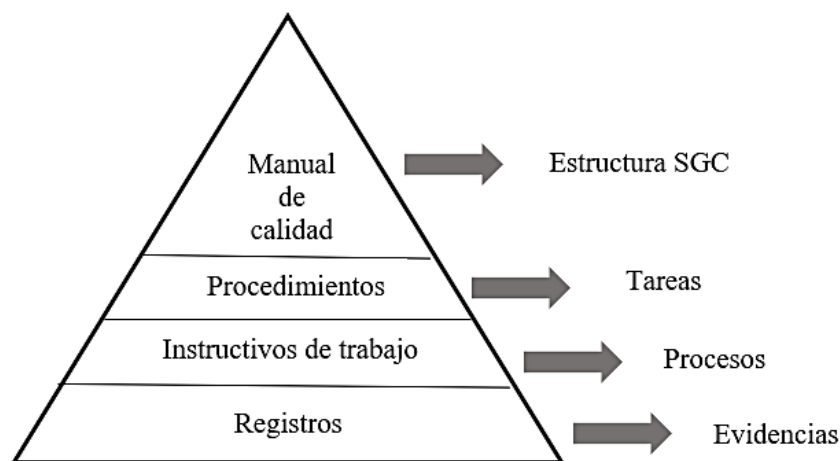 Manual
de
calidad
Estructura SGC
Procedimientos
Tareas
Instructivos de trabajo
Procesos
Registros
Evidencias